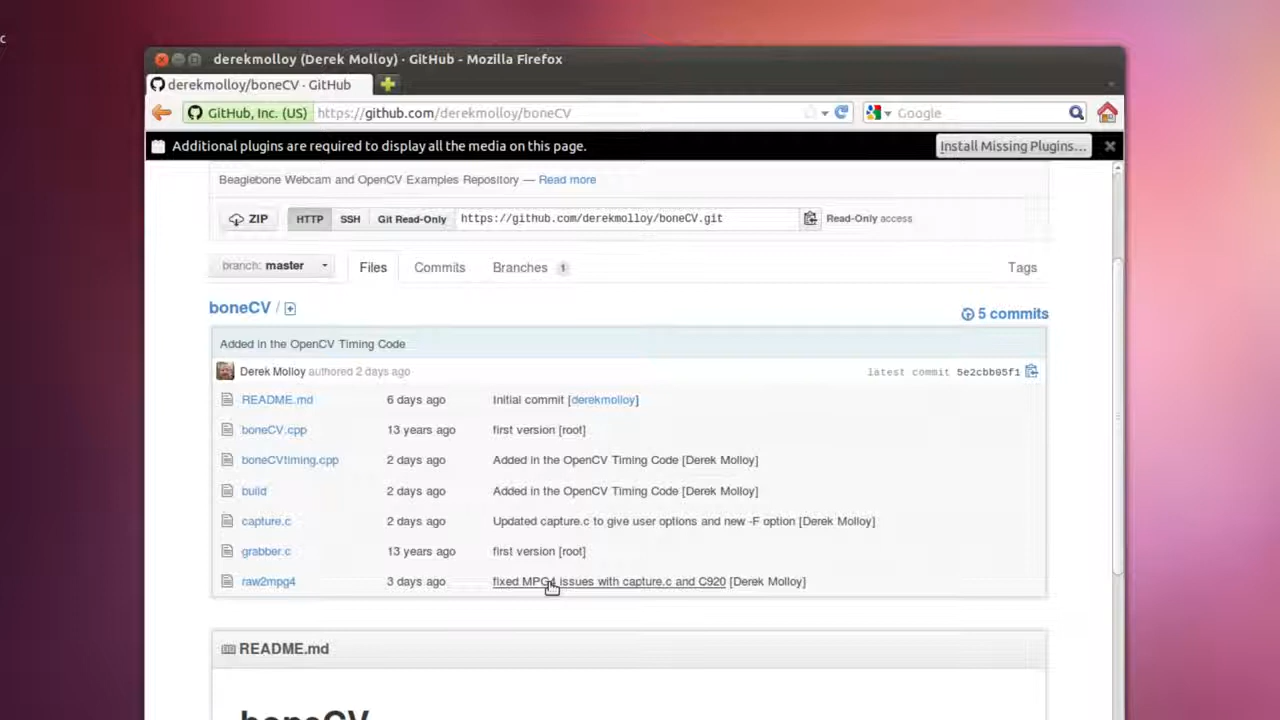 c
derekmolloy (Derek Molloy) · GitHub - Mozilla Firefox
derekmolloy/boneCV · GitHub
GitHub, Inc. (US) https://github.com/derekmolloy/boneCV Google
Additional plugins are required to display all the media on this page. Install Missing Plugins...
Beaglebone Webcam and OpenCV Examples Repository — Read more
ZIP HTTP SSH Git Read-Only https://github.com/derekmolloy/boneCV.git Read-Only access
branch: master Files Commits Branches 1 Tags
boneCV / 5 commits
Added in the OpenCV Timing Code
Derek Molloy authored 2 days ago latest commit 5e2cbb05f1
README.md 6 days ago Initial commit [derekmolloy]
boneCV.cpp 13 years ago first version [root]
boneCVtiming.cpp 2 days ago Added in the OpenCV Timing Code [Derek Molloy]
build 2 days ago Added in the OpenCV Timing Code [Derek Molloy]
capture.c 2 days ago Updated capture.c to give user options and new -F option [Derek Molloy]
grabber.c 13 years ago first version [root]
raw2mpg4 3 days ago fixed MPG4 issues with capture.c and C920 [Derek Molloy]
README.md
boneCV